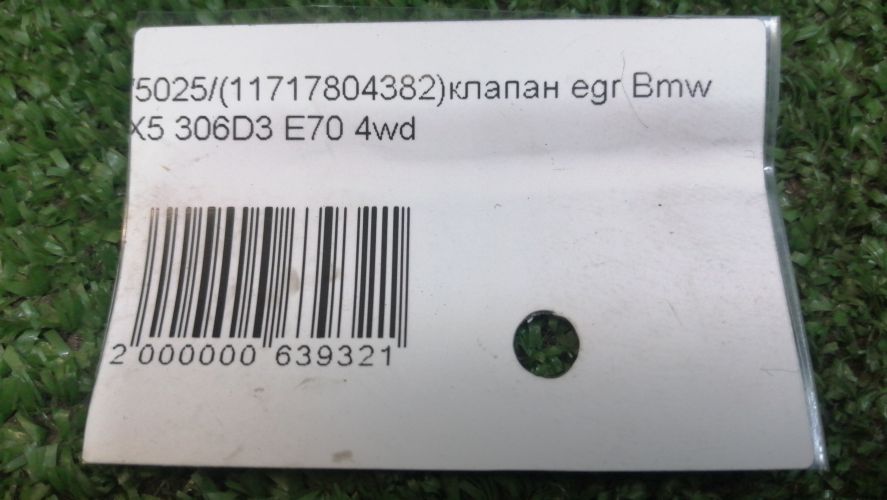 /5025/(11717804382)клапан egr Bmw
X5 306D3 E70 4wd
2 000000 639321